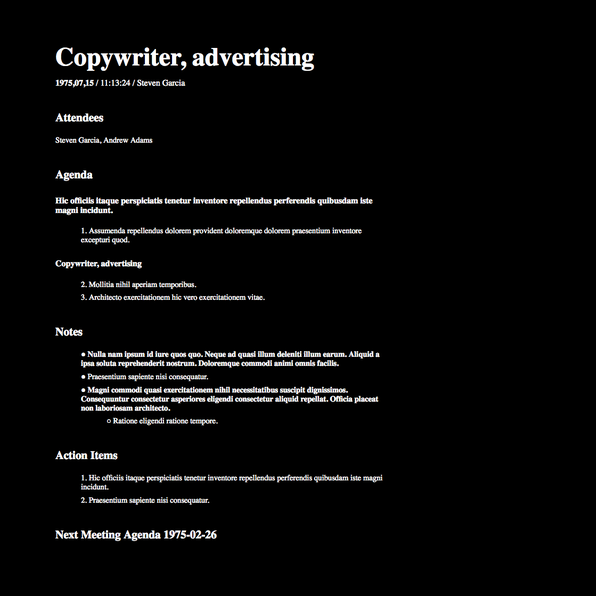 Copywriter, advertising
1975,07,15 / 11:13:24 / Steven Garcia
Attendees
Steven Garcia, Andrew Adams
Agenda
Hic officiis itaque perspiciatis tenetur inventore repellendus perferendis quibusdam iste
magni incidunt.
1. Assumenda repellendus dolorem provident doloremque dolorem praesentium inventore
excepturi quod.
Copywriter, advertising
2. Mollitia nihil aperiam temporibus.
3. Architecto exercitationem hic vero exercitationem vitae.
Notes
● Nulla nam ipsum id iure quos quo. Neque ad quasi illum deleniti illum earum. Aliquid a
ipsa soluta reprehenderit nostrum. Doloremque commodi animi omnis facilis.
● Praesentium sapiente nisi consequatur.
● Magni commodi quasi exercitationem nihil necessitatibus suscipit dignissimos.
Consequuntur consectetur asperiores eligendi consectetur aliquid repellat. Officia placeat
non laboriosam architecto.
○ Ratione eligendi ratione tempore.
Action Items
1. Hic officiis itaque perspiciatis tenetur inventore repellendus perferendis quibusdam iste magni
incidunt.
2. Praesentium sapiente nisi consequatur.
Next Meeting Agenda 1975-02-26